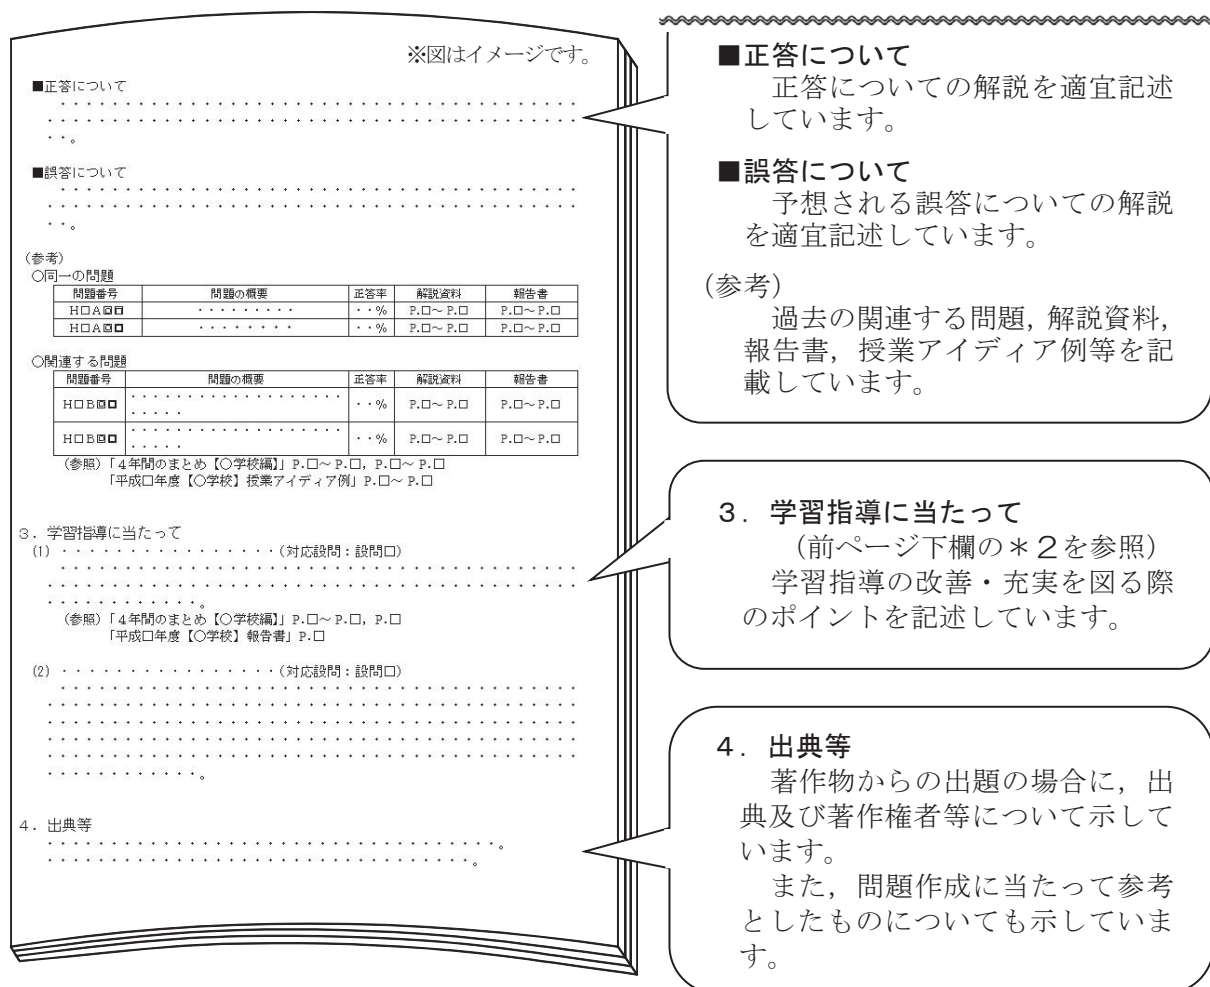 ※図はイメージです。
■正答について
・・・・・・・・・・・・・・・・・・・・・・・・・・・・・・・・・・・・・・・・
・・・・・・・・・・・・・・・・・・・・・・・・・・・・・・・・・・・・・・・・・
・・。
■誤答について
・・・・・・・・・・・・・・・・・・・・・・・・・・・・・・・・・・・・・・・・
・・・・・・・・・・・・・・・・・・・・・・・・・・・・・・・・・・・・・・・・・
・・。
(参考)
○同一の問題
問題番号 問題の概要 正答率 解説資料 報告書
H□A・・・・・・・・・ ・・% P.□～P.□ P.□～P.□
H□A・・・・・・・・ ・・% P.□～P.□ P.□～P.□
○関連する問題
問題番号 問題の概要 正答率 解説資料 報告書
H□B・・・・・・・・・・・・・・・・・・・・ ・・% P.□～P.□ P.□～P.□
・・・・・
H□B・・・・・・・・・・・・・・・・・・・・ ・・% P.□～P.□ P.□～P.□
・・・・・
(参照)「４年間のまとめ【○学校編】」P.□～P.□，P.□～P.□
「平成□年度【○学校】授業アイディア例」P.□～P.□
３．学習指導に当たって
(1) ・・・・・・・・・・・・・・・・(対応設問：設問□)
・・・・・・・・・・・・・・・・・・・・・・・・・・・・・・・・・・・・・・・・
・・・・・・・・・・・・・・・・・・・・・・・・・・・・・・・・・・・・・・・・・
・・・・・・・・・・・・。
(参照)「４年間のまとめ【○学校編】」P.□～P.□，P.□
「平成□年度【○学校】報告書」P.□
(2) ・・・・・・・・・・・・・・・・(対応設問：設問□)
・・・・・・・・・・・・・・・・・・・・・・・・・・・・・・・・・・・・・・・・
・・・・・・・・・・・・・・・・・・・・・・・・・・・・・・・・・・・・・・・・・
・・・・・・・・・・・・・・・・・・・・・・・・・・・・・・・・・・・・・・・・・
・・・・・・・・・・・・・・・・・・・・・・・・・・・・・・・・・・・・・・・・・
・・・・・・・・・・・・・・・・・・・・・・・・・・・・・・・・・・・・・・・・・
・・・・・・・・・・・・。
４．出典等
・・・・・・・・・・・・・・・・・・・・・・・・・・・・・・・・・・・。
・・・・・・・・・・・・・・・・・・・・・・・・・・・・・・・・・。
■正答について
正答についての解説を適宜記述
しています。
■誤答について
予想される誤答についての解説
を適宜記述しています。
(参考)
過去の関連する問題，解説資料，
報告書，授業アイディア例等を記
載しています。
３．学習指導に当たって
(前ページ下欄の＊２を参照)
学習指導の改善・充実を図る際
のポイントを記述しています。
４．出典等
著作物からの出題の場合に，出
典及び著作権者等について示して
います。
また，問題作成に当たって参考
としたものについても示していま
す。